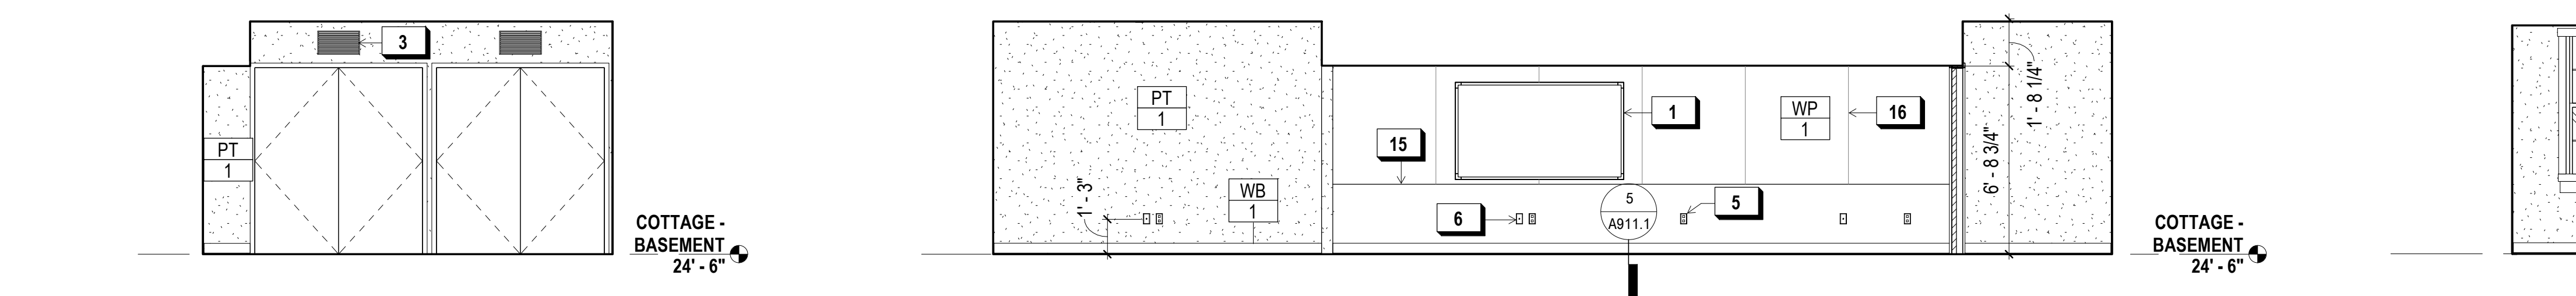 3
PT
1
COTTAGE -
BASEMENT
24' - 6"
PT
1
WB
1
1' - 3"
15
6
1
WP
1
16
5
5
A911.1
6' - 8 3/4"
1' - 8 1/4"
COTTAGE -
BASEMENT
24' - 6"